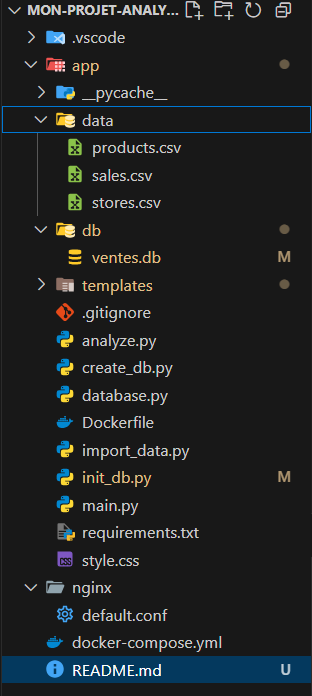 MON-PROJET-ANALY...
.vscode
app
__pycache__
data
products.csv
sales.csv
stores.csv
db
ventes.db M
templates
.gitignore
analyze.py
create_db.py
database.py
Dockerfile
import_data.py
init_db.py M
main.py
requirements.txt
style.css
nginx
default.conf
docker-compose.yml
README.md U